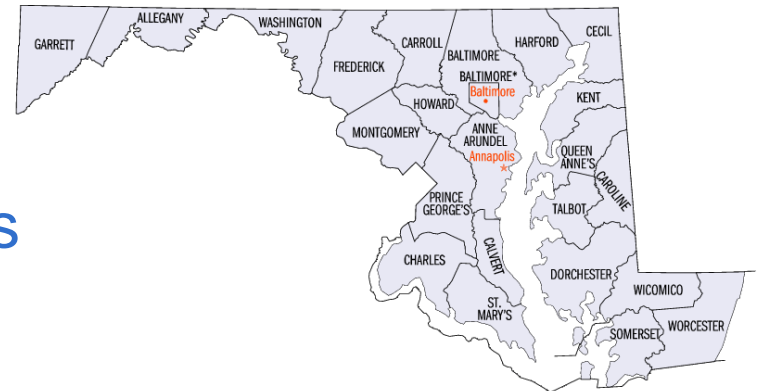 GARRETT
ALLEGANY
WASHINGTON
FREDERICK
CARROLL
BALTIMORE
HARFORD
CECIL
BALTIMORE*
Baltimore
HOWARD
KENT
MONTGOMERY
ANNE
ARUNDEL
Annapolis
QUEEN
ANNE'S
CAROLINE
PRINCE
GEORGE'S
TALBOT
s
CHARLES
CALVERT
DORCHESTER
ST.
MARY'S
WICOMICO
SOMERSET
WORCESTER